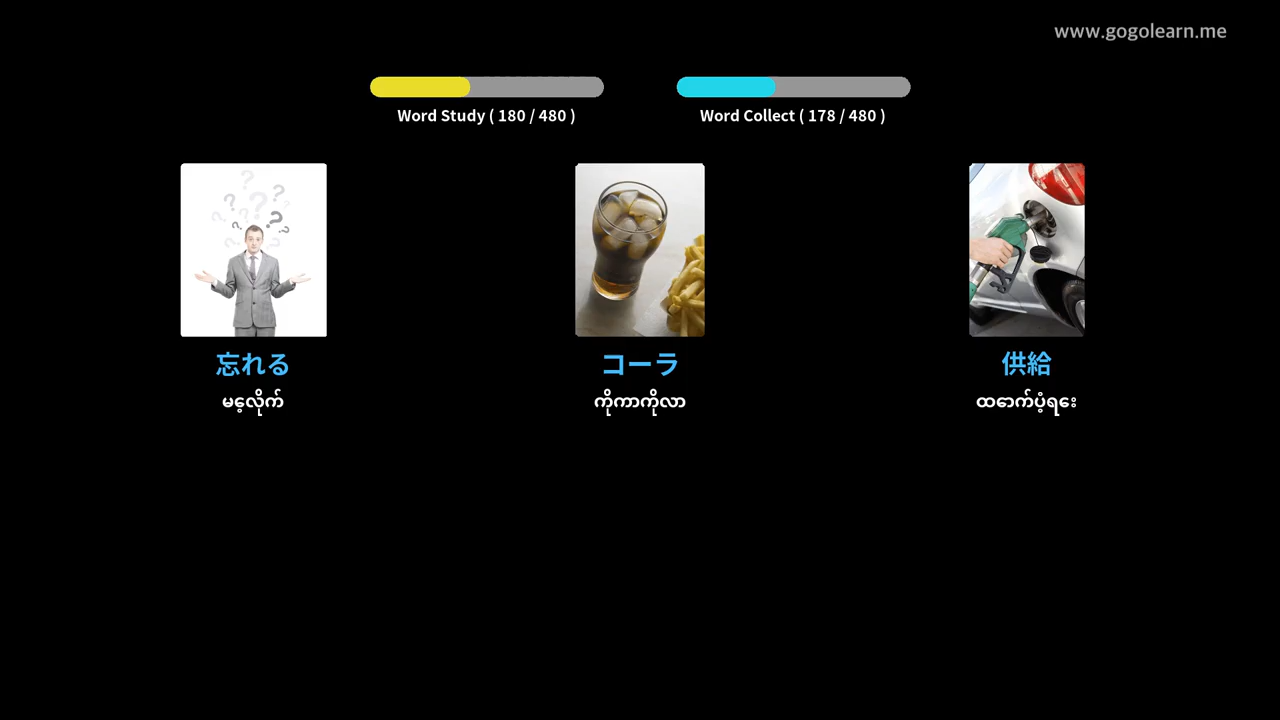 www.gogolearn.me
Word Study ( 180 / 480 )
Word Collect ( 178 / 480 )
忘れる
コーラ
供給
မေ့လိုက်
ကိုကာကိုလာ
ထောက်ပံ့ရေး